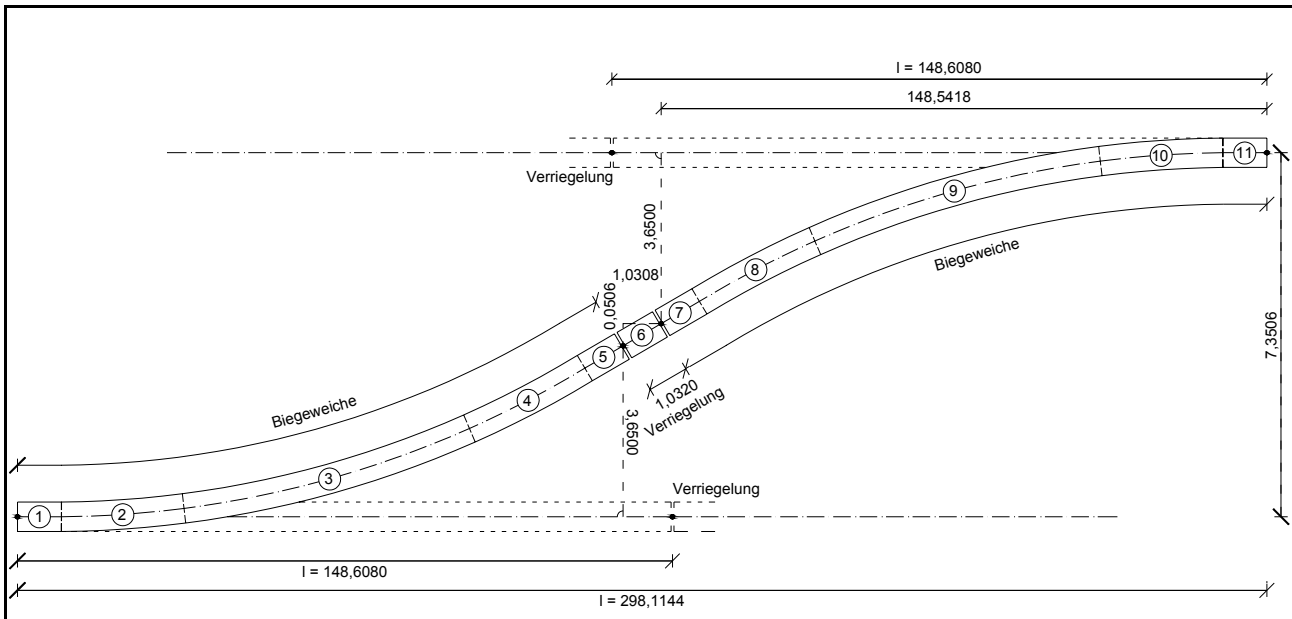 l = 148,6080
148,5418
Verriegelung
11
10
9
3,6500
Biegeweiche
8
1,0308
0,0506
7
6
5
7,3506
1,0320
Verriegelung
4
Biegeweiche
3,6500
3
Verriegelung
2
1
l = 148,6080
l = 298,1144